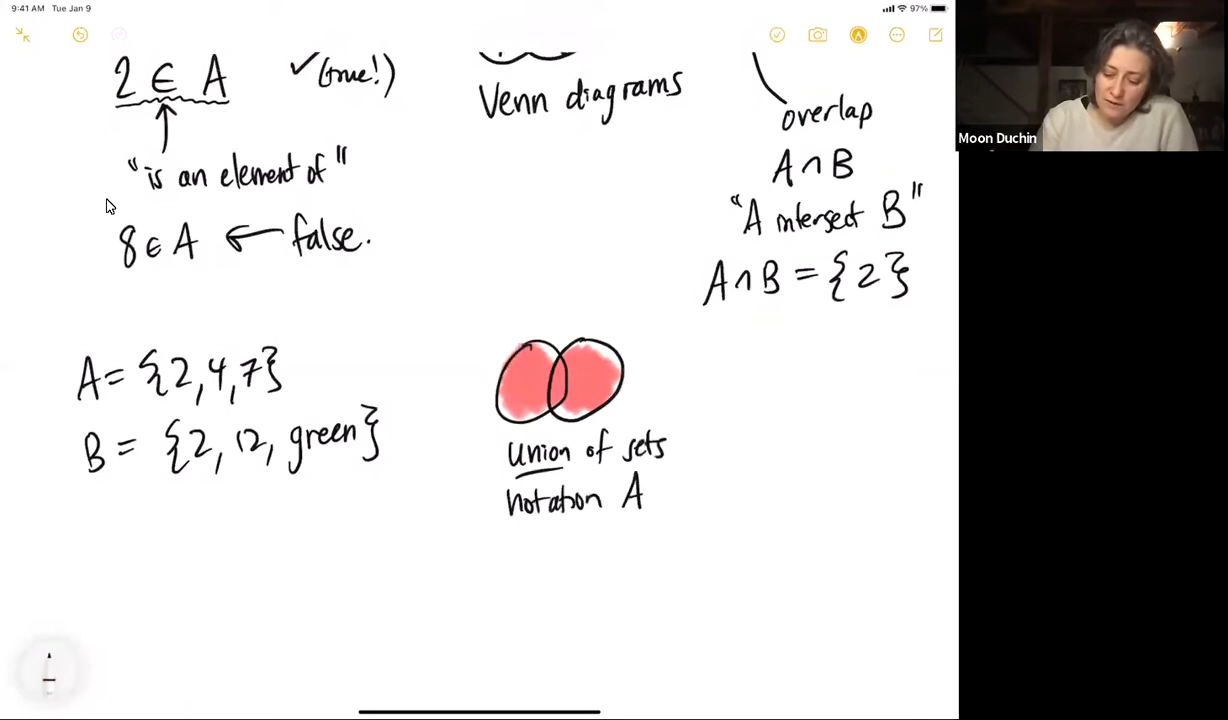 9:41 AM Tue Jan 9
97%
2 ∈ A ✓(true!)
"is an element of"
8 ∈ A ← false.
A = {2, 4, 7}
B = {2, 12, green}
Venn diagrams
union of sets
notation A
overlap
A ∩ B
"A intersect B"
A ∩ B = {2}
Moon Duchin